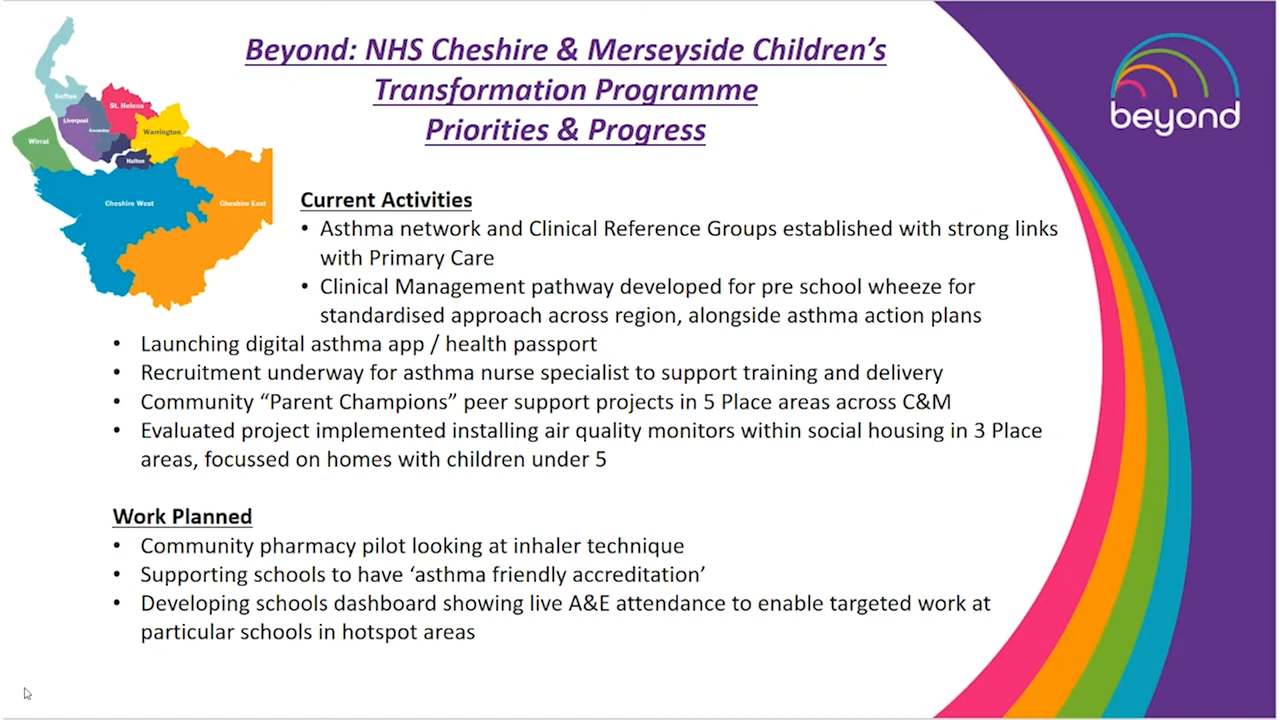 Beyond: NHS Cheshire & Merseyside Children's
Transformation Programme
Priorities & Progress
beyond
Sefton
St. Helens
Liverpool
Knowsley
Warrington
Wirral
Halton
Cheshire West
Cheshire East
Current Activities
• Asthma network and Clinical Reference Groups established with strong links
with Primary Care
• Clinical Management pathway developed for pre school wheeze for
standardised approach across region, alongside asthma action plans
• Launching digital asthma app / health passport
• Recruitment underway for asthma nurse specialist to support training and delivery
• Community “Parent Champions” peer support projects in 5 Place areas across C&M
• Evaluated project implemented installing air quality monitors within social housing in 3 Place
areas, focussed on homes with children under 5
Work Planned
• Community pharmacy pilot looking at inhaler technique
• Supporting schools to have ‘asthma friendly accreditation’
• Developing schools dashboard showing live A&E attendance to enable targeted work at
particular schools in hotspot areas